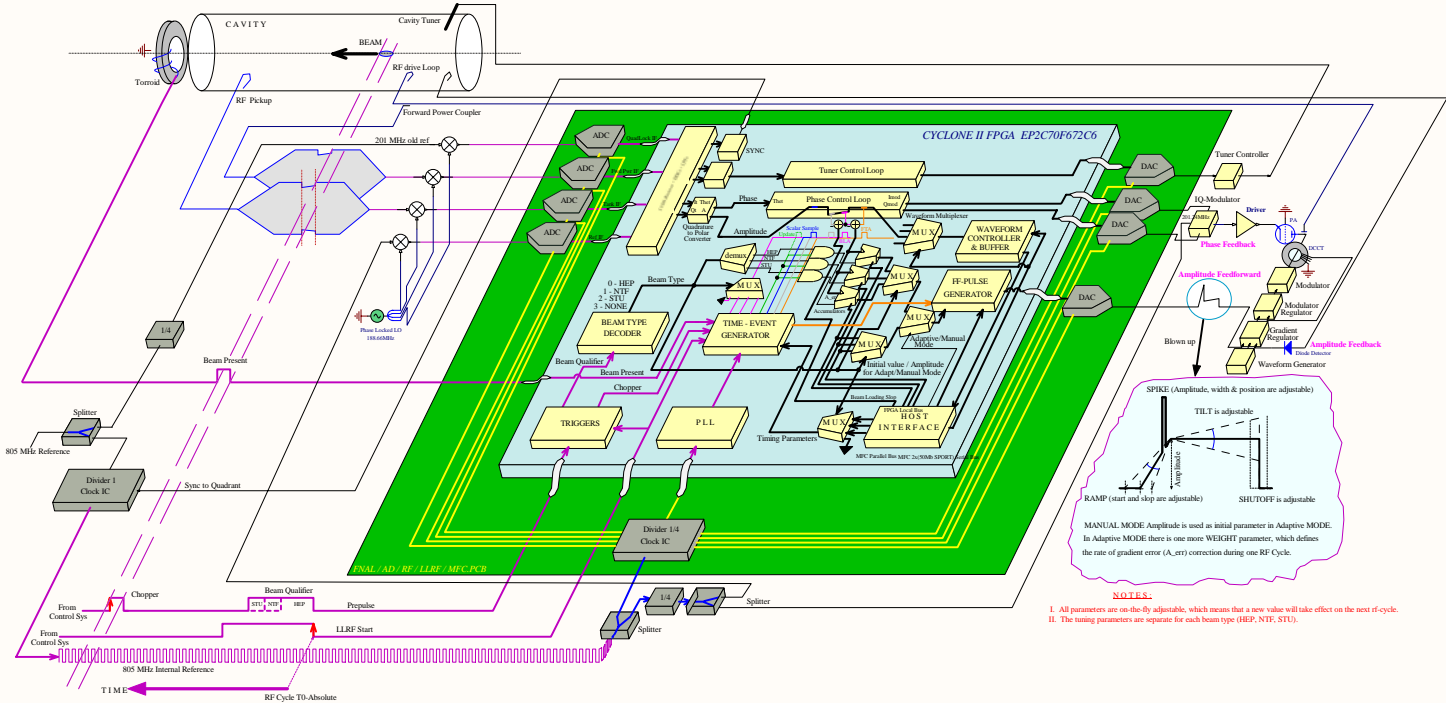 CAVITY
Cavity Tuner
BEAM
RF drive Loop
Torroid
RF Pickup
Forward Power Coupler
201 MHz old ref
ADC
ADC
ADC
ADC
QuadLock IF
CYCLONE II FPGA EP2C70F672C6
SYNC
Tuner Control Loop
Phase
Thet
Phase Control Loop
Imod
Qmod
Amplitude
Quadrature
to Polar
Converter
Scalar Sample
Waveform Multiplexer
MUX
WAVEFORM
CONTROLLER
& BUFFER
demux
HEP
NTF
STU
MUX
MUX
FF-PULSE
GENERATOR
Accumulators
MUX
Adaptive/Manual
Mode
MUX
Initial value / Amplitude
for Adapt/Manual Mode
Beam Type
0 - HEP
1 - NTF
2 - STU
3 - NONE
BEAM TYPE
DECODER
TIME - EVENT
GENERATOR
Beam Qualifier
Beam Present
Chopper
TRIGGERS
PLL
Beam Loading Slop
FPGA Local Bus
HOST
INTERFACE
MUX
Timing Parameters
MFC Parallel Bus
DAC
DAC
DAC
DAC
Tuner Controller
IQ-Modulator
Driver
PA
DCCT
Phase Feedback
Amplitude Feedforward
Modulator
Modulator
Regulator
Gradient
Regulator
Amplitude Feedback
Diode Detector
Waveform Generator
Blown up
1/4
Phase Locked LO
188.66MHz
Beam Present
Splitter
805 MHz Reference
Divider 1
Clock IC
Sync to Quadrant
Divider 1/4
Clock IC
FNAL / AD / RF / LLRF / MFC.PCB
SPIKE (Amplitude, width & position are adjustable)
TILT is adjustable
Amplitude
RAMP (start and slop are adjustable)
SHUTOFF is adjustable
MANUAL MODE Amplitude is used as initial parameter in Adaptive MODE.
In Adaptive MODE there is one more WEIGHT parameter, which defines
the rate of gradient error (A_err) correction during one RF Cycle.
Chopper
From
Control Sys
Beam Qualifier
STU
NTF
HEP
Prepulse
From
Control Sys
LLRF Start
1/4
Splitter
Splitter
805 MHz Internal Reference
TIME
RF Cycle T0-Absolute
NOTES:
I. All parameters are on-the-fly adjustable, which means that a new value will take effect on the next rf-cycle.
II. The tuning parameters are separate for each beam type (HEP, NTF, STU).